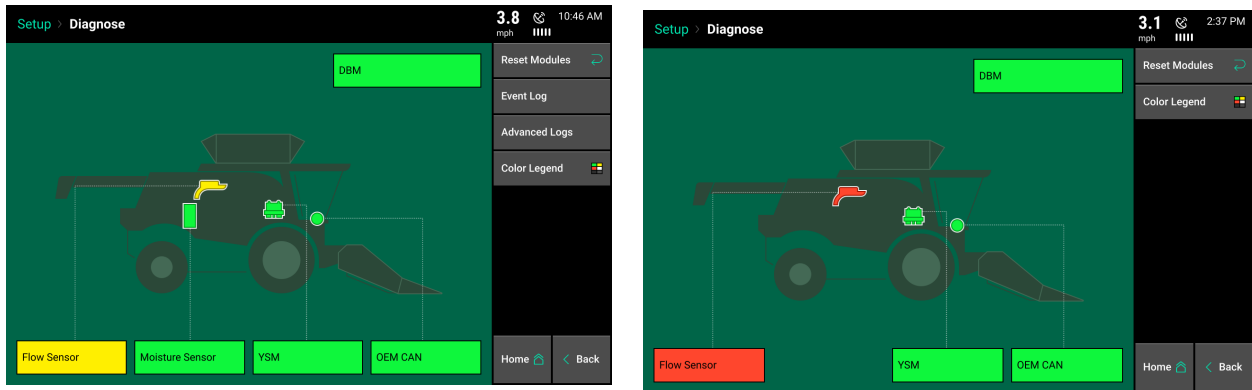 Setup > Diagnose
3.8 mph 10:46 AM
DBM
Reset Modules
Event Log
Advanced Logs
Color Legend
Flow Sensor
Moisture Sensor
YSM
OEM CAN
Home
< Back
Setup > Diagnose
3.1 mph 2:37 PM
DBM
Reset Modules
Color Legend
Flow Sensor
YSM
OEM CAN
Home
< Back